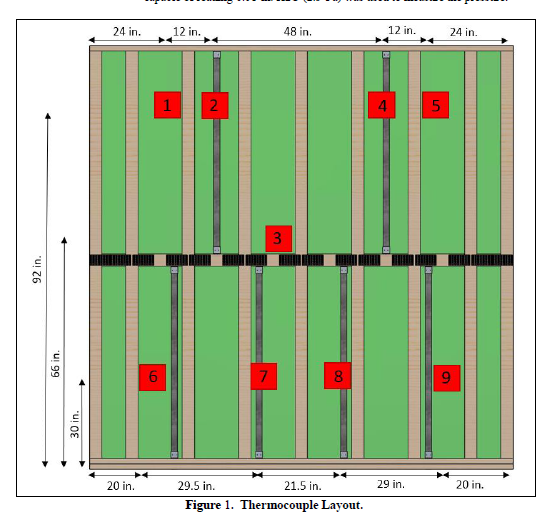 24 in. 12 in. 48 in. 12 in. 24 in.
1 2 4 5
3
92 in.
66 in.
6 7 8 9
30 in.
20 in. 29.5 in. 21.5 in. 29 in. 20 in.
Figure 1. Thermocouple Layout.